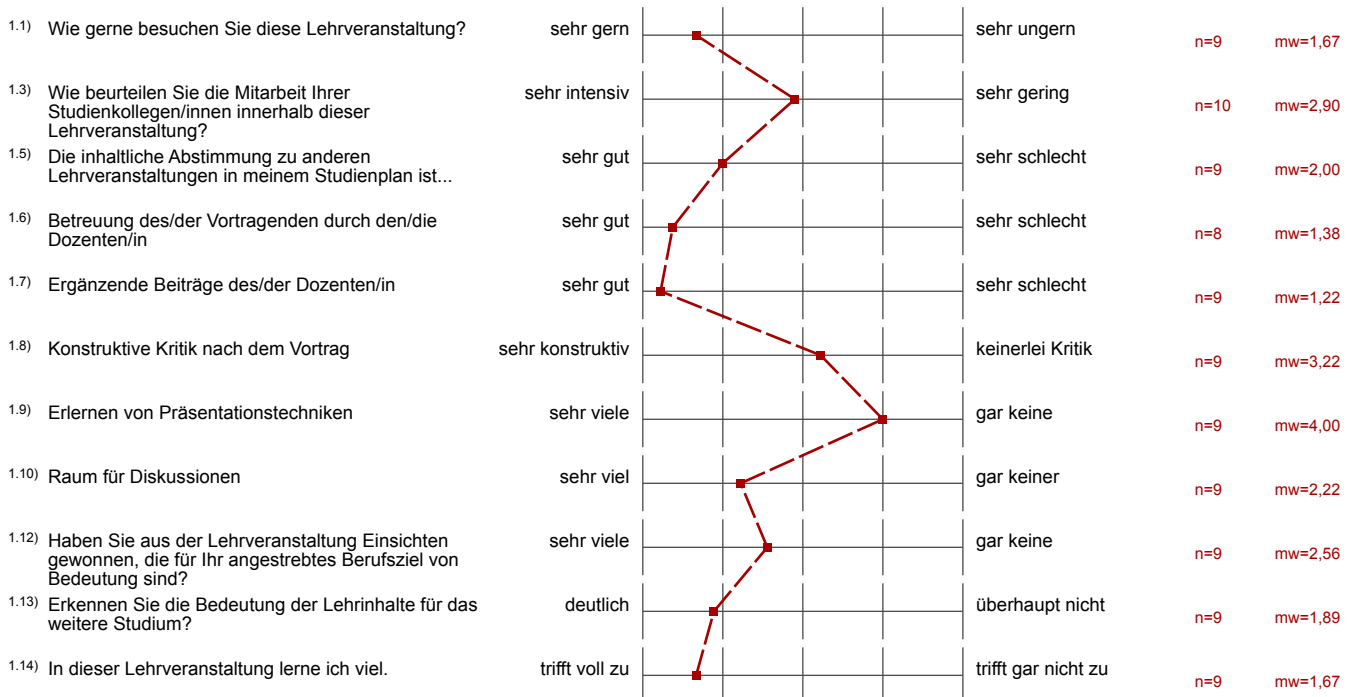 1.1) Wie gerne besuchen Sie diese Lehrveranstaltung? sehr gern sehr ungern n=9 mw=1,67
1.3) Wie beurteilen Sie die Mitarbeit Ihrer sehr intensiv sehr gering n=10 mw=2,90
Studienkollegen/innen innerhalb dieser
Lehrveranstaltung?
1.5) Die inhaltliche Abstimmung zu anderen sehr gut sehr schlecht n=9 mw=2,00
Lehrveranstaltungen in meinem Studienplan ist...
1.6) Betreuung des/der Vortragenden durch den/die sehr gut sehr schlecht n=8 mw=1,38
Dozenten/in
1.7) Ergänzende Beiträge des/der Dozenten/in sehr gut sehr schlecht n=9 mw=1,22
1.8) Konstruktive Kritik nach dem Vortrag sehr konstruktiv keinerlei Kritik n=9 mw=3,22
1.9) Erlernen von Präsentationstechniken sehr viele gar keine n=9 mw=4,00
1.10) Raum für Diskussionen sehr viel gar keiner n=9 mw=2,22
1.12) Haben Sie aus der Lehrveranstaltung Einsichten sehr viele gar keine n=9 mw=2,56
gewonnen, die für Ihr angestrebtes Berufsziel von
Bedeutung sind?
1.13) Erkennen Sie die Bedeutung der Lehrinhalte für das deutlich überhaupt nicht n=9 mw=1,89
weitere Studium?
1.14) In dieser Lehrveranstaltung lerne ich viel. trifft voll zu trifft gar nicht zu n=9 mw=1,67